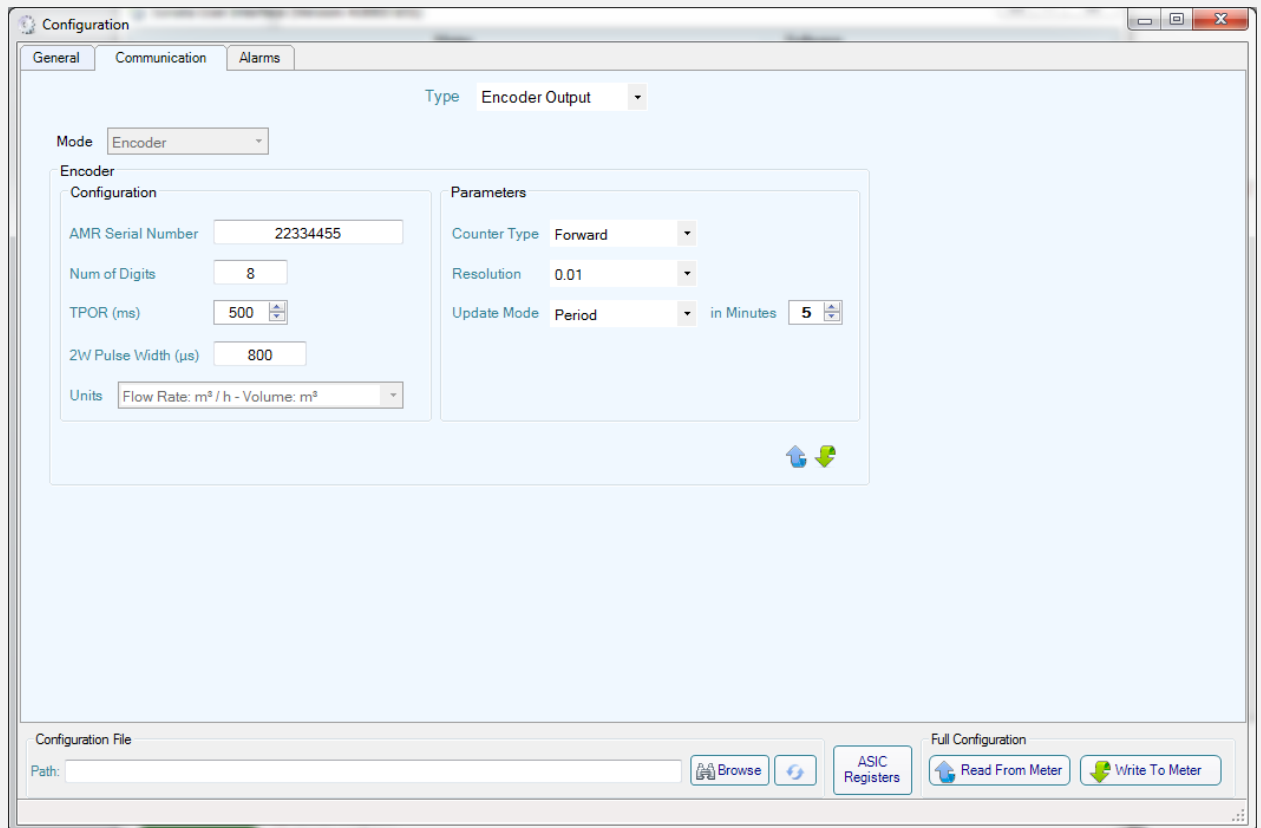 Configuration
General Communication Alarms
Type Encoder Output
Mode Encoder
Encoder
Configuration
AMR Serial Number 22334455
Num of Digits 8
TPOR (ms) 500
2W Pulse Width (µs) 800
Units Flow Rate: m³ / h - Volume: m³
Parameters
Counter Type Forward
Resolution 0.01
Update Mode Period in Minutes 5
Configuration File
Path: Browse
ASIC
Registers
Full Configuration
Read From Meter Write To Meter